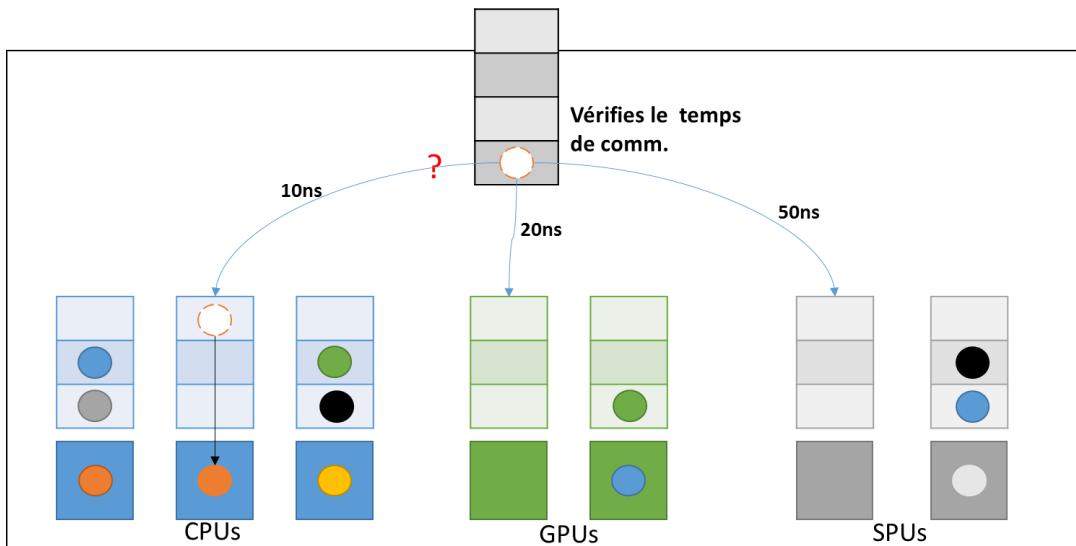 Vérifies le temps
de comm.
?
10ns
20ns
50ns
CPUs
GPUs
SPUs